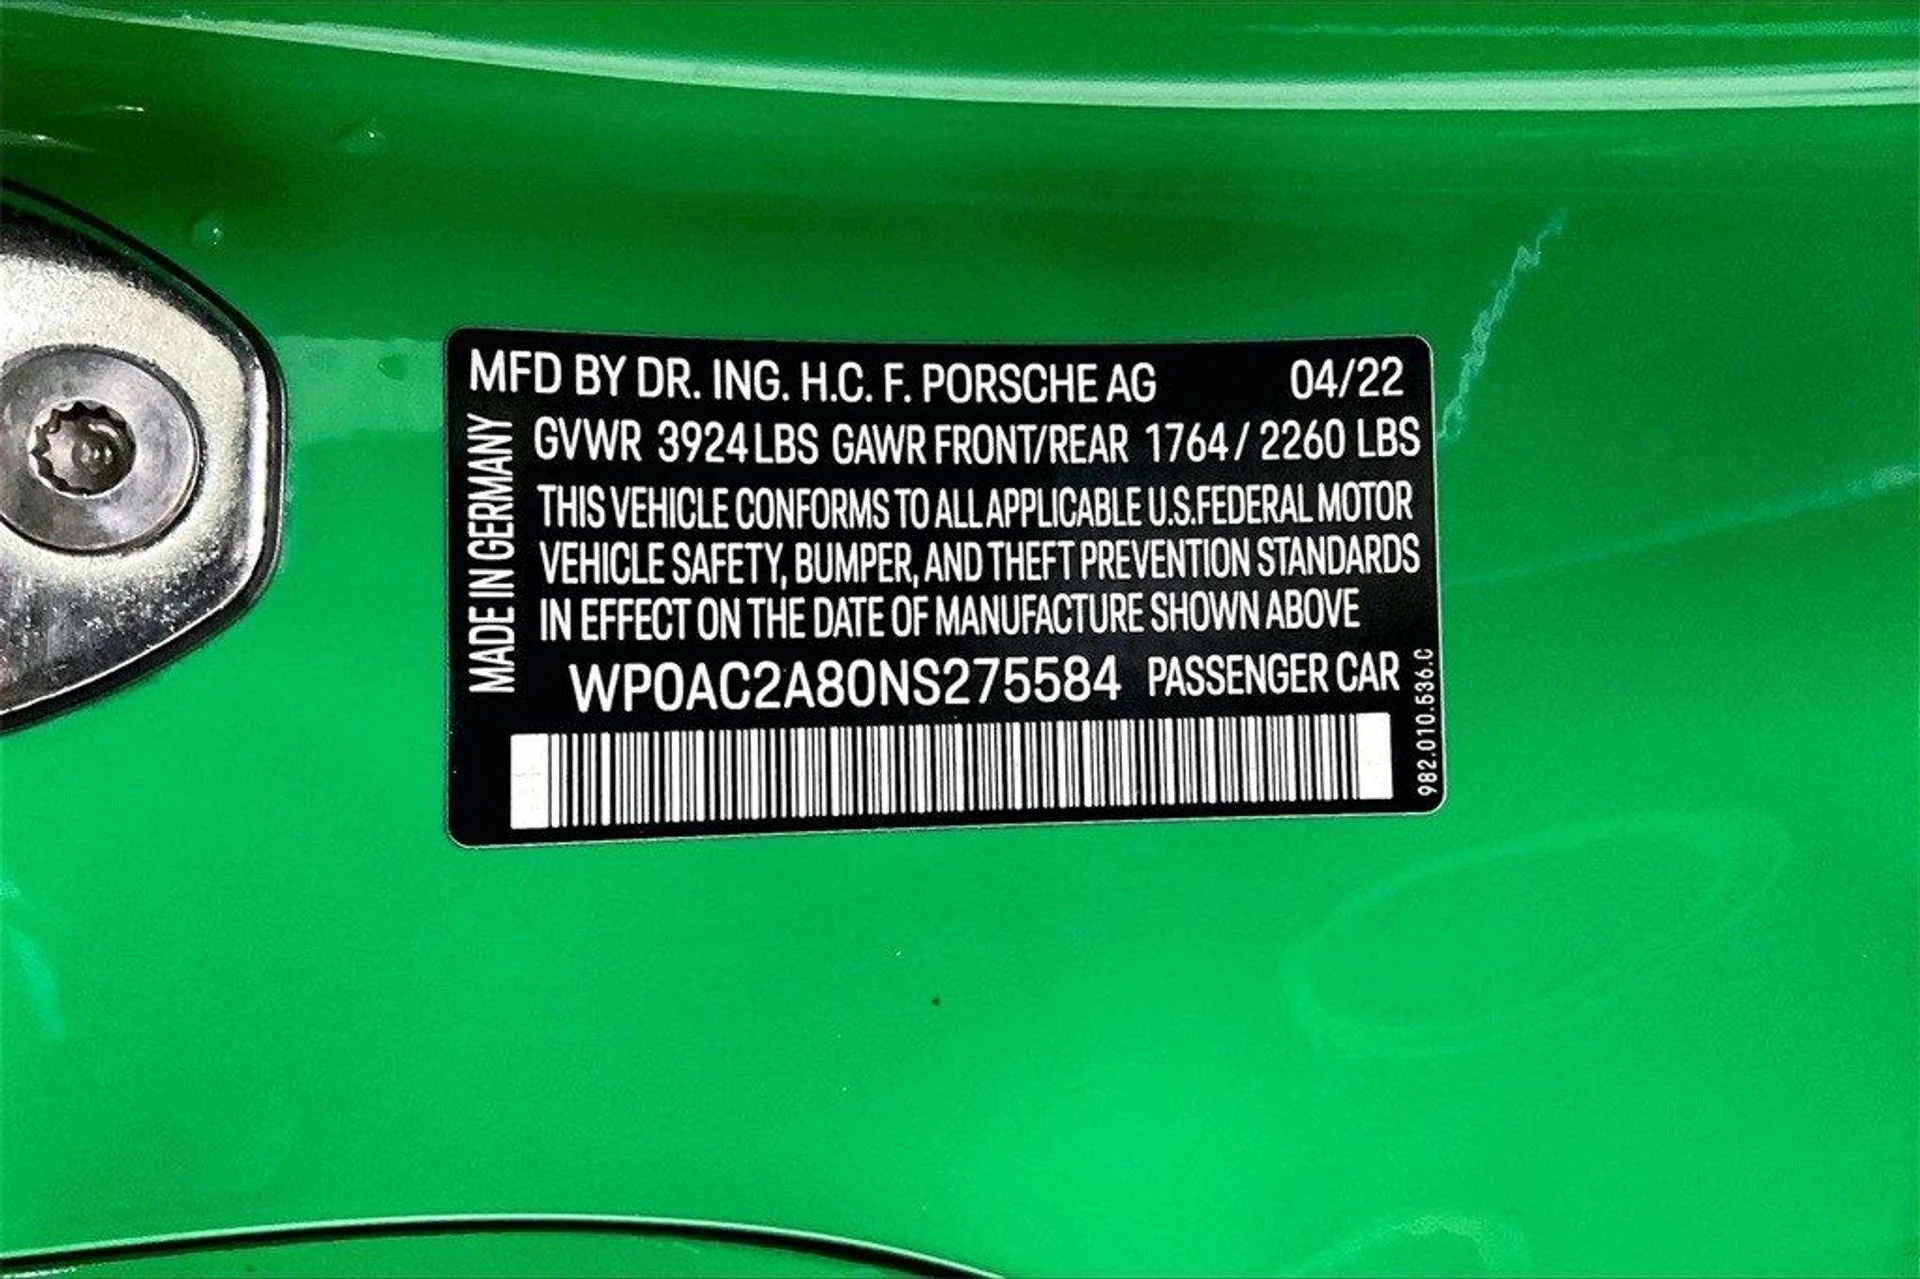 MFD BY DR. ING. H.C. F. PORSCHE AG 04/22
MADE IN GERMANY
GVWR 3924 LBS GAWR FRONT/REAR 1764 / 2260 LBS
THIS VEHICLE CONFORMS TO ALL APPLICABLE U.S.FEDERAL MOTOR
VEHICLE SAFETY, BUMPER, AND THEFT PREVENTION STANDARDS
IN EFFECT ON THE DATE OF MANUFACTURE SHOWN ABOVE
WP0AC2A80NS275584 PASSENGER CAR
982.010.536.C